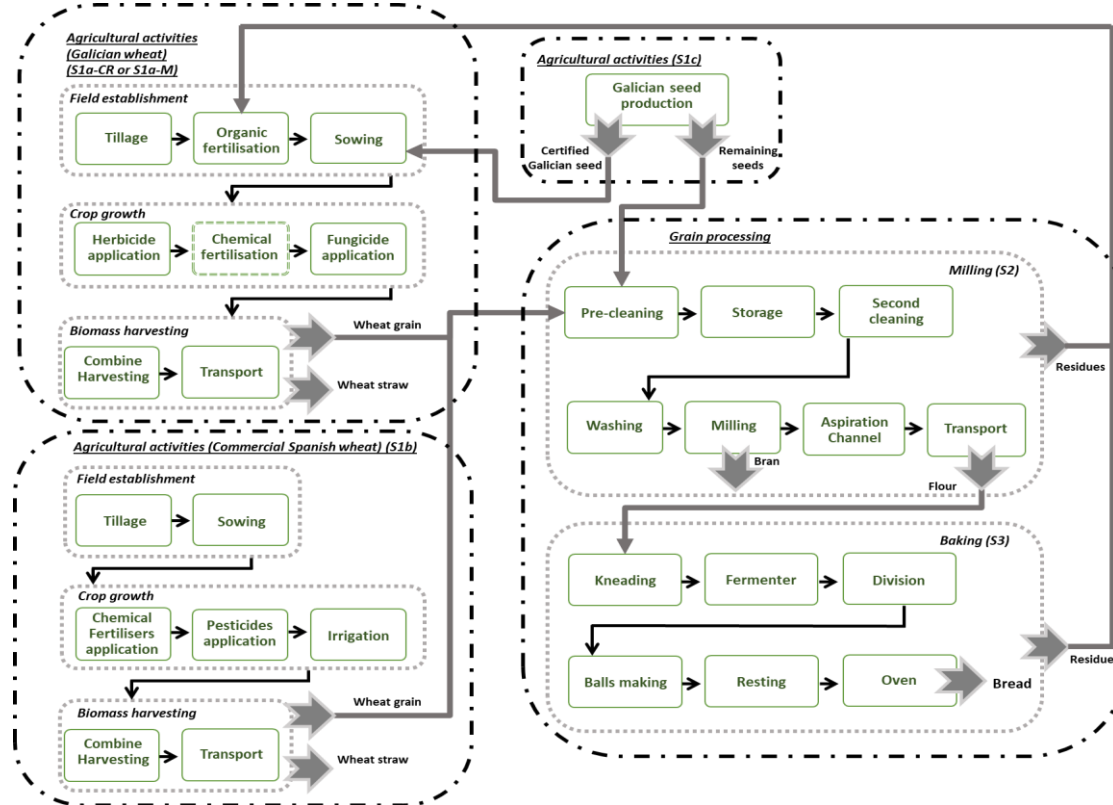 Agricultural activities
(Galician wheat)
(S1a-CR or S1a-M)
Field establishment
Tillage
Organic
fertilisation
Sowing
Crop growth
Herbicide
application
Chemical
fertilisation
Fungicide
application
Biomass harvesting
Combine
Harvesting
Transport
Wheat grain
Wheat straw
Agricultural activities (S1c)
Galician seed
production
Certified
Galician seed
Remaining
seeds
Grain processing
Milling (S2)
Pre-cleaning
Storage
Second
cleaning
Residues
Washing
Milling
Aspiration
Channel
Transport
Bran
Flour
Baking (S3)
Kneading
Fermenter
Division
Balls making
Resting
Oven
Bread
Residues
Agricultural activities (Commercial Spanish wheat) (S1b)
Field establishment
Tillage
Sowing
Crop growth
Chemical
Fertilisers
application
Pesticides
application
Irrigation
Biomass harvesting
Combine
Harvesting
Transport
Wheat grain
Wheat straw